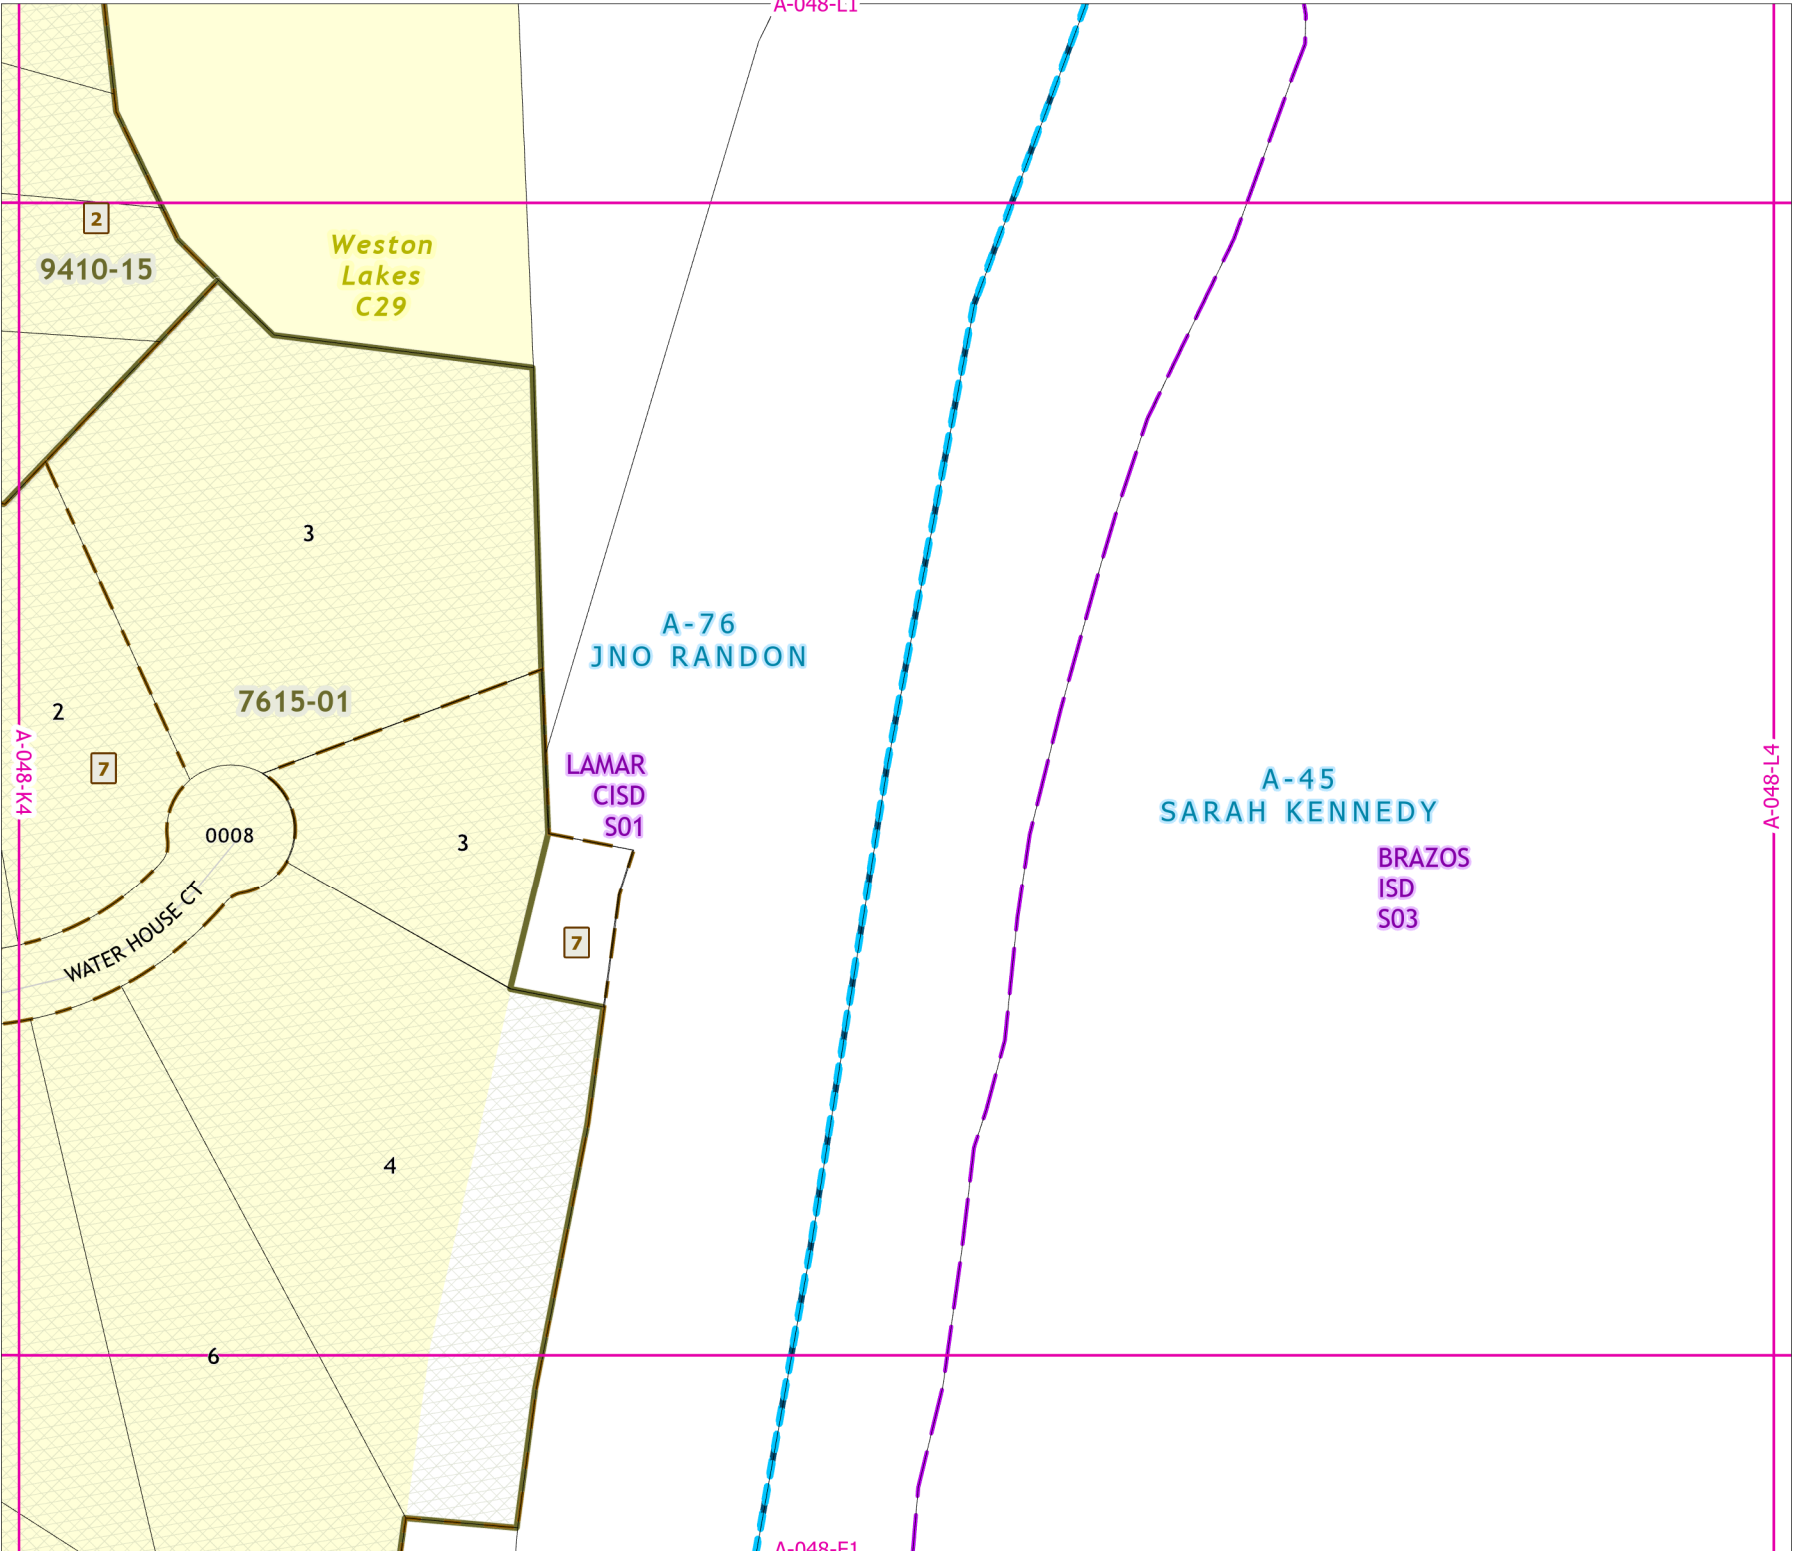 A-048-L1
2
9410-15
Weston
Lakes
C29
3
A-76
JNO RANDON
7615-01
2
7
A-048-K4
LAMAR
CISD
S01
A-45
SARAH KENNEDY
A-048-L4
0008
3
BRAZOS
ISD
S03
WATER HOUSE CT
7
4
6
A-048-F1